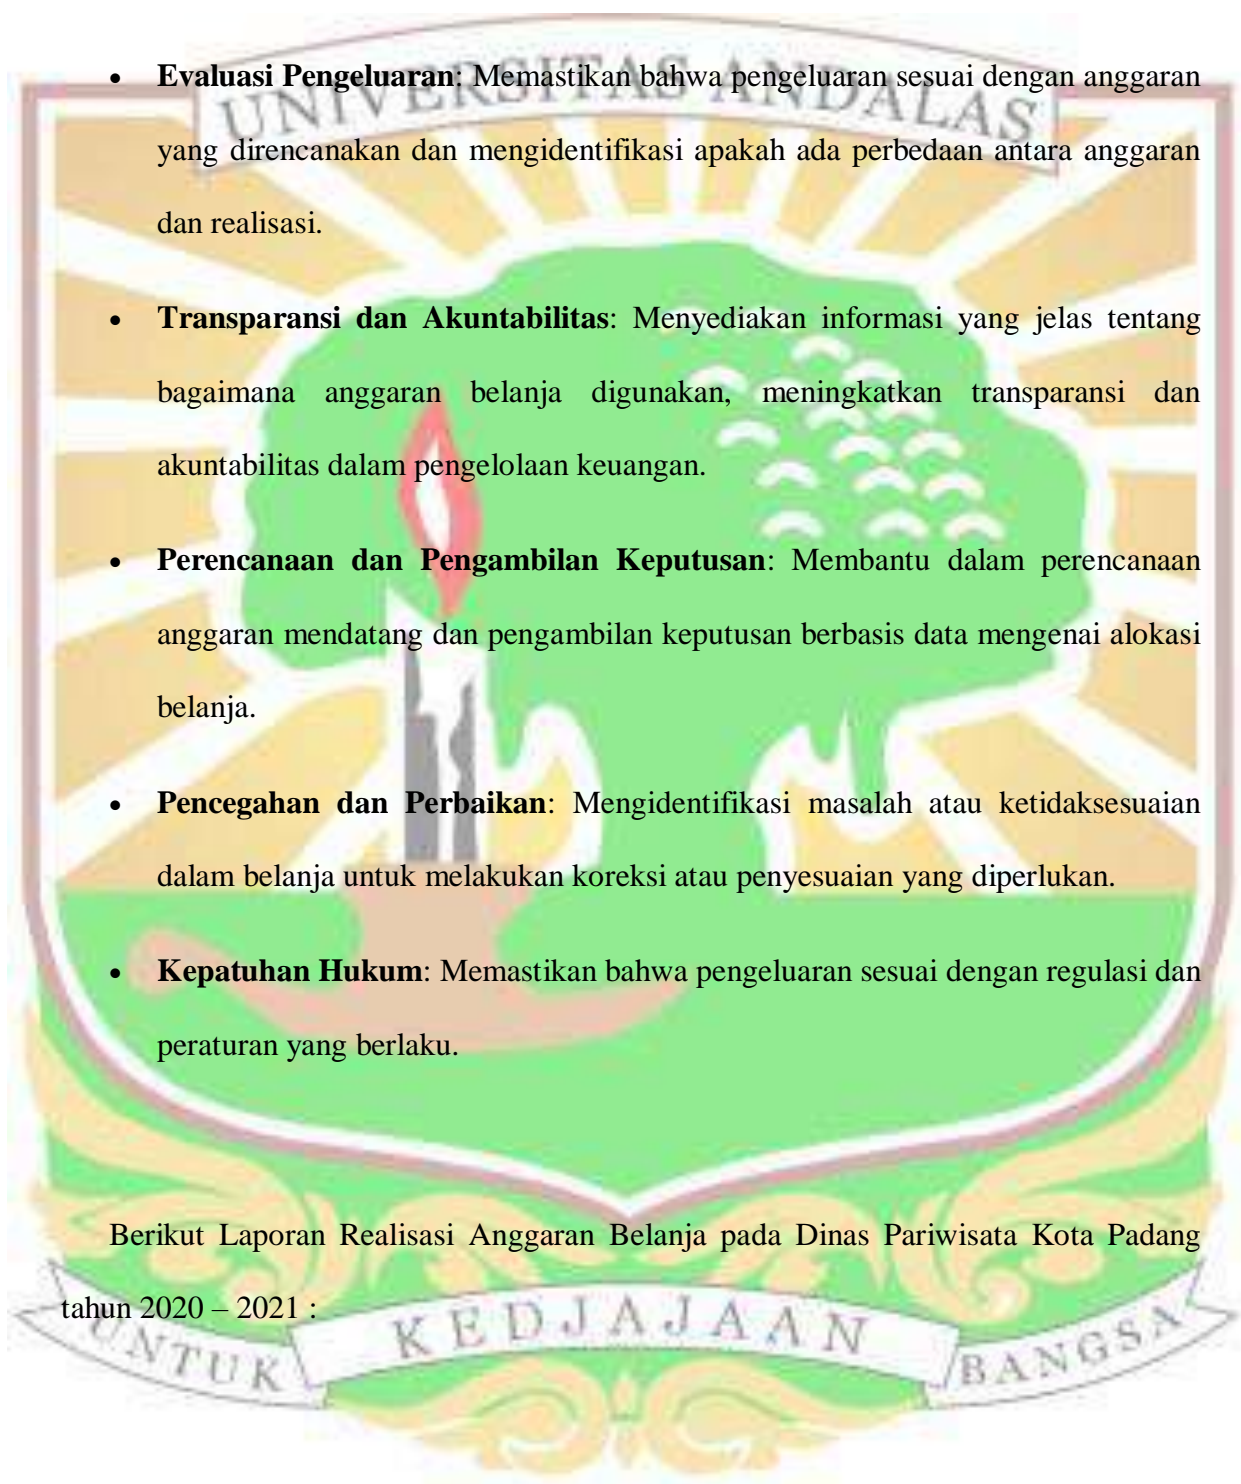 UNIVERSITAS ANDALAS
• Evaluasi Pengeluaran: Memastikan bahwa pengeluaran sesuai dengan anggaran
yang direncanakan dan mengidentifikasi apakah ada perbedaan antara anggaran
dan realisasi.
• Transparansi dan Akuntabilitas: Menyediakan informasi yang jelas tentang
bagaimana anggaran belanja digunakan, meningkatkan transparansi dan
akuntabilitas dalam pengelolaan keuangan.
• Perencanaan dan Pengambilan Keputusan: Membantu dalam perencanaan
anggaran mendatang dan pengambilan keputusan berbasis data mengenai alokasi
belanja.
• Pencegahan dan Perbaikan: Mengidentifikasi masalah atau ketidaksesuaian
dalam belanja untuk melakukan koreksi atau penyesuaian yang diperlukan.
• Kepatuhan Hukum: Memastikan bahwa pengeluaran sesuai dengan regulasi dan
peraturan yang berlaku.
Berikut Laporan Realisasi Anggaran Belanja pada Dinas Pariwisata Kota Padang
tahun 2020 – 2021 :
UNTUK KEDJAJAAN BANGSA